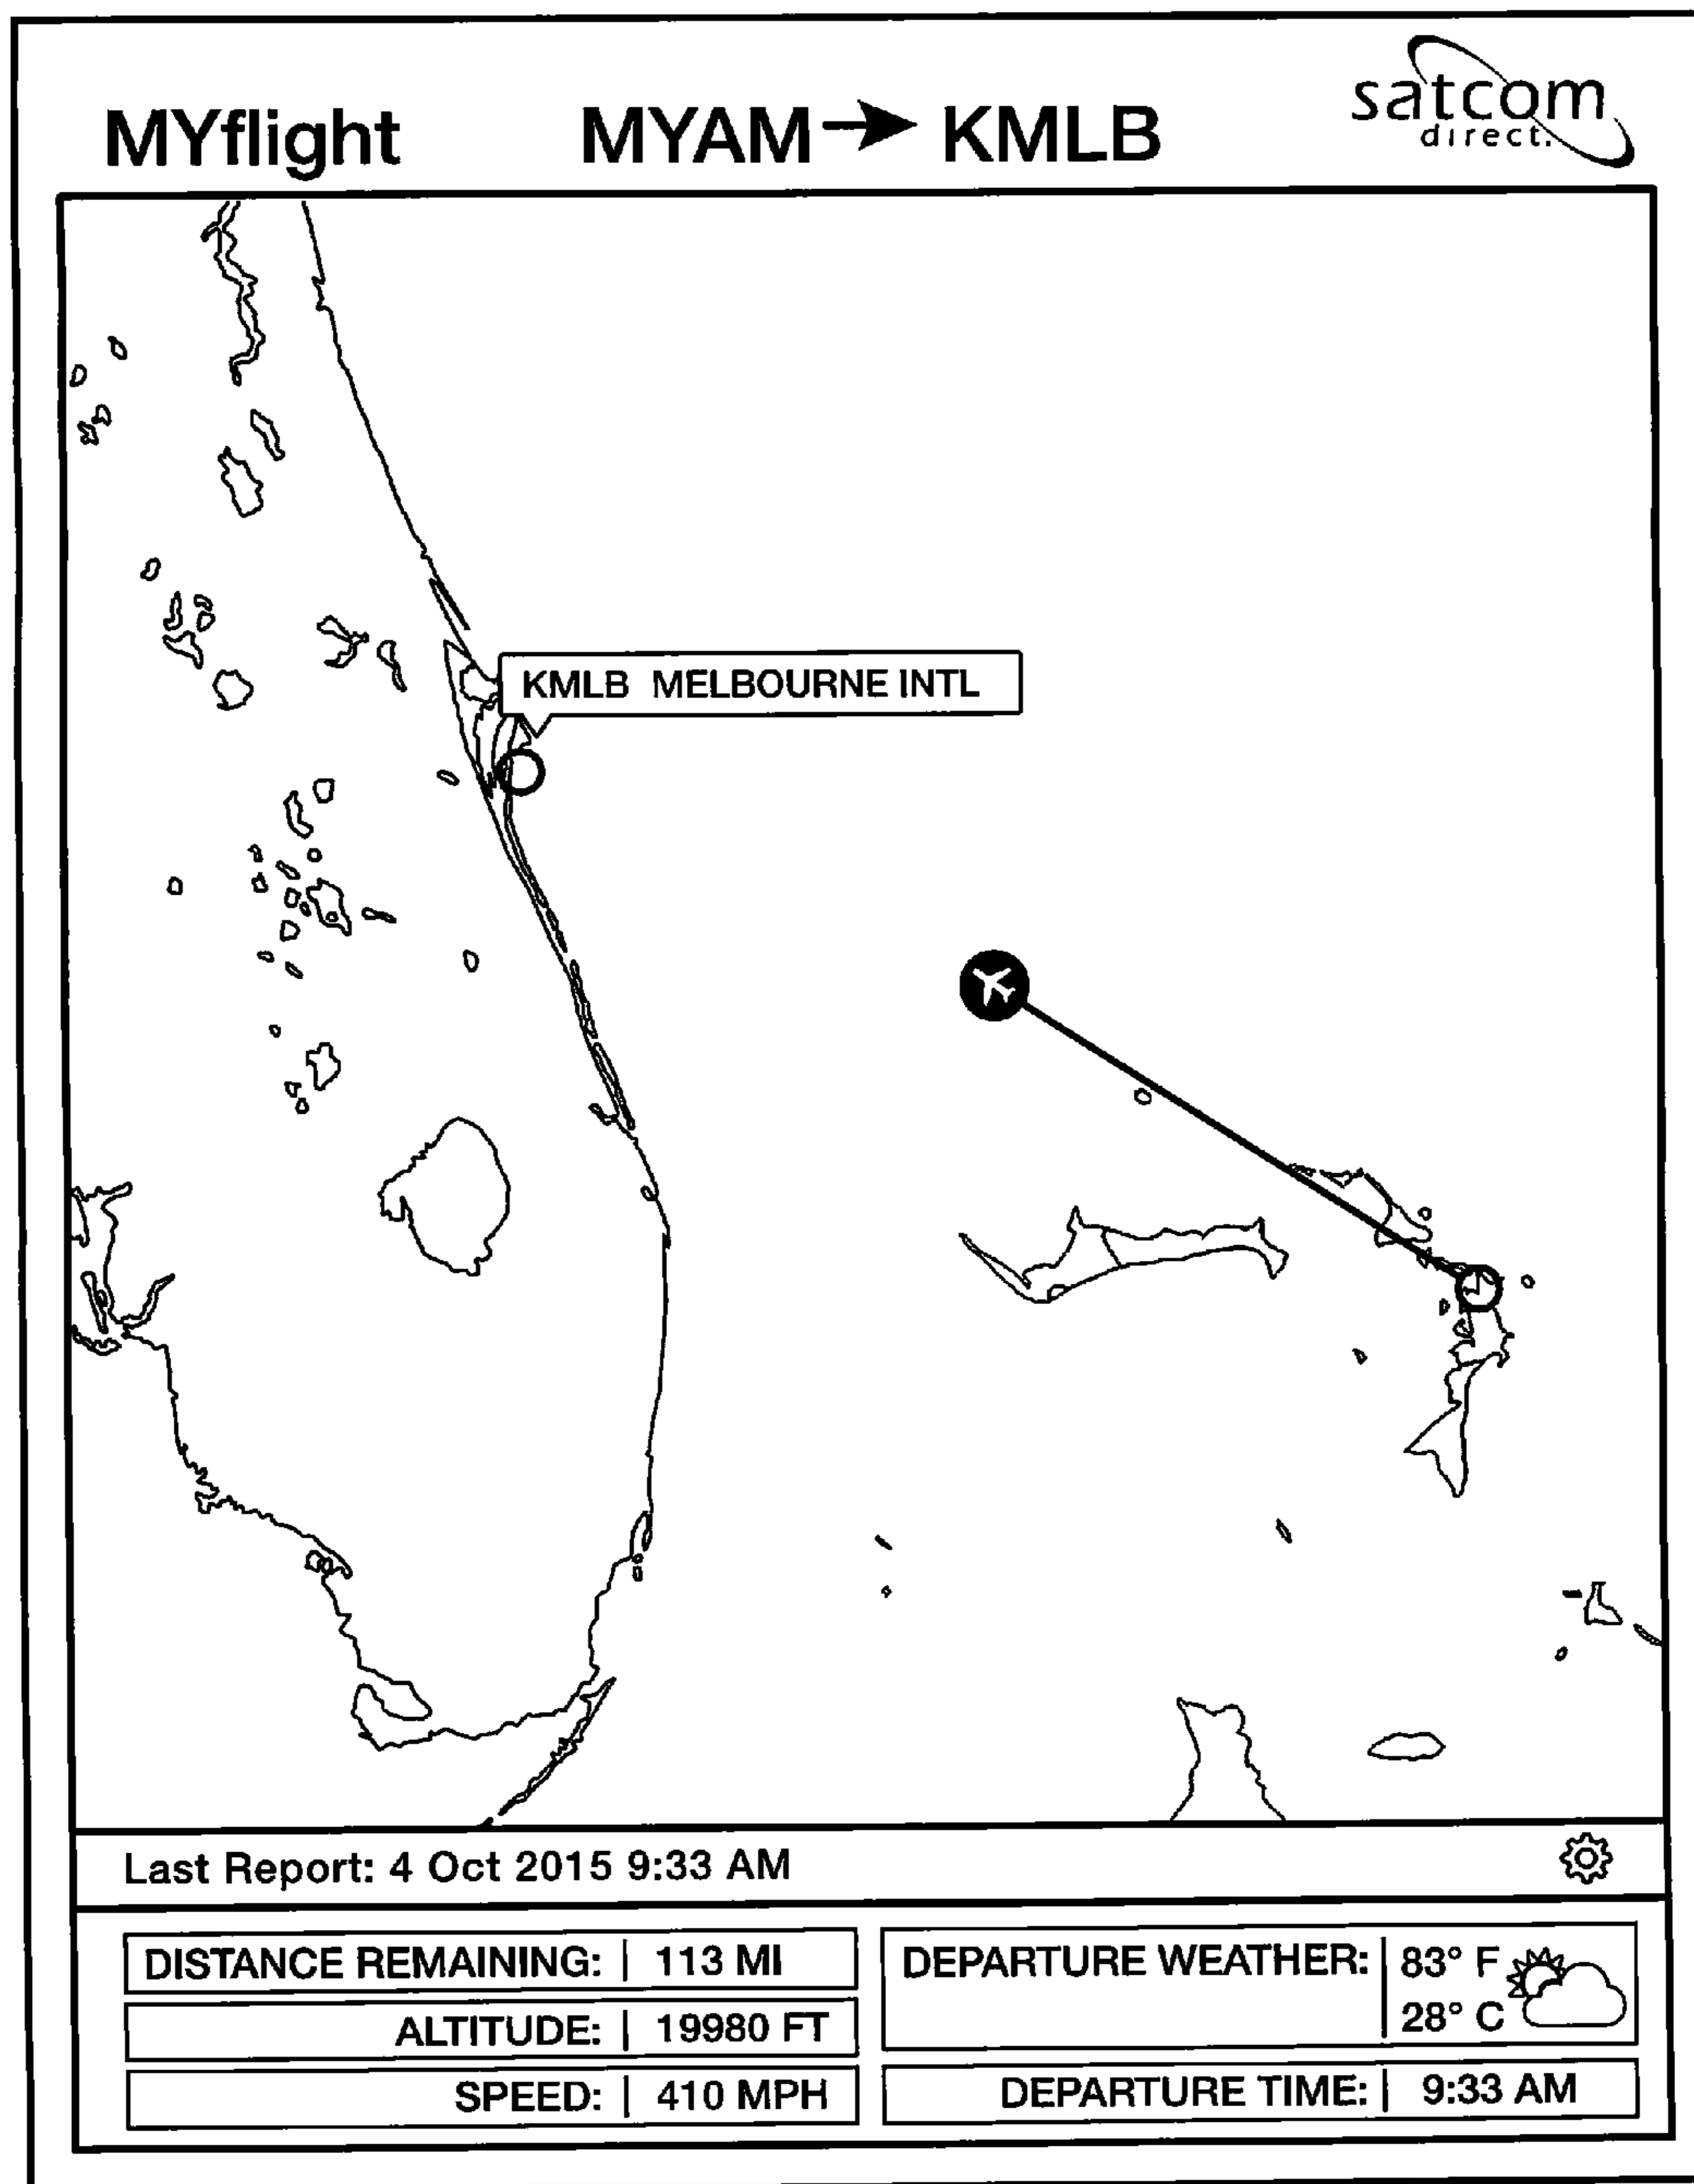 MYflight MYAM → KMLB satcom direct.
KMLB MELBOURNE INTL
Last Report: 4 Oct 2015 9:33 AM
DISTANCE REMAINING: | 113 MI
ALTITUDE: | 19980 FT
SPEED: | 410 MPH
DEPARTURE WEATHER: | 83° F
28° C
DEPARTURE TIME: | 9:33 AM